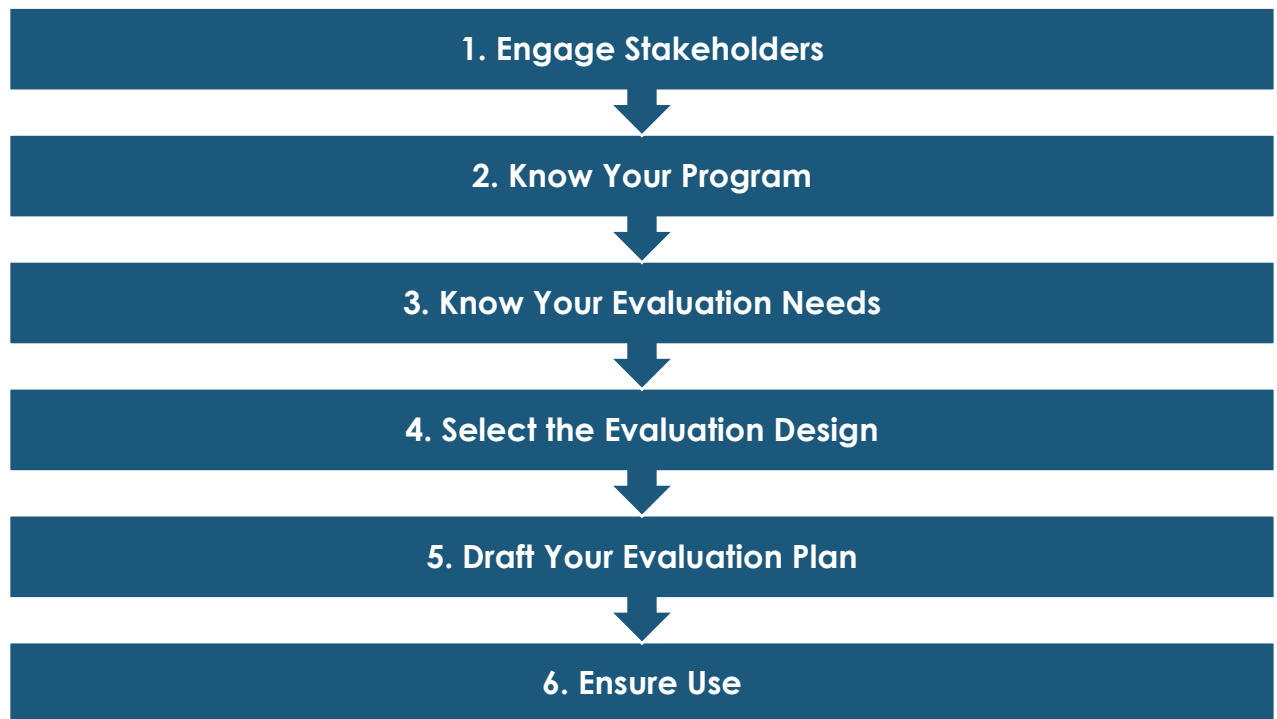 1. Engage Stakeholders
2. Know Your Program
3. Know Your Evaluation Needs
4. Select the Evaluation Design
5. Draft Your Evaluation Plan
6. Ensure Use